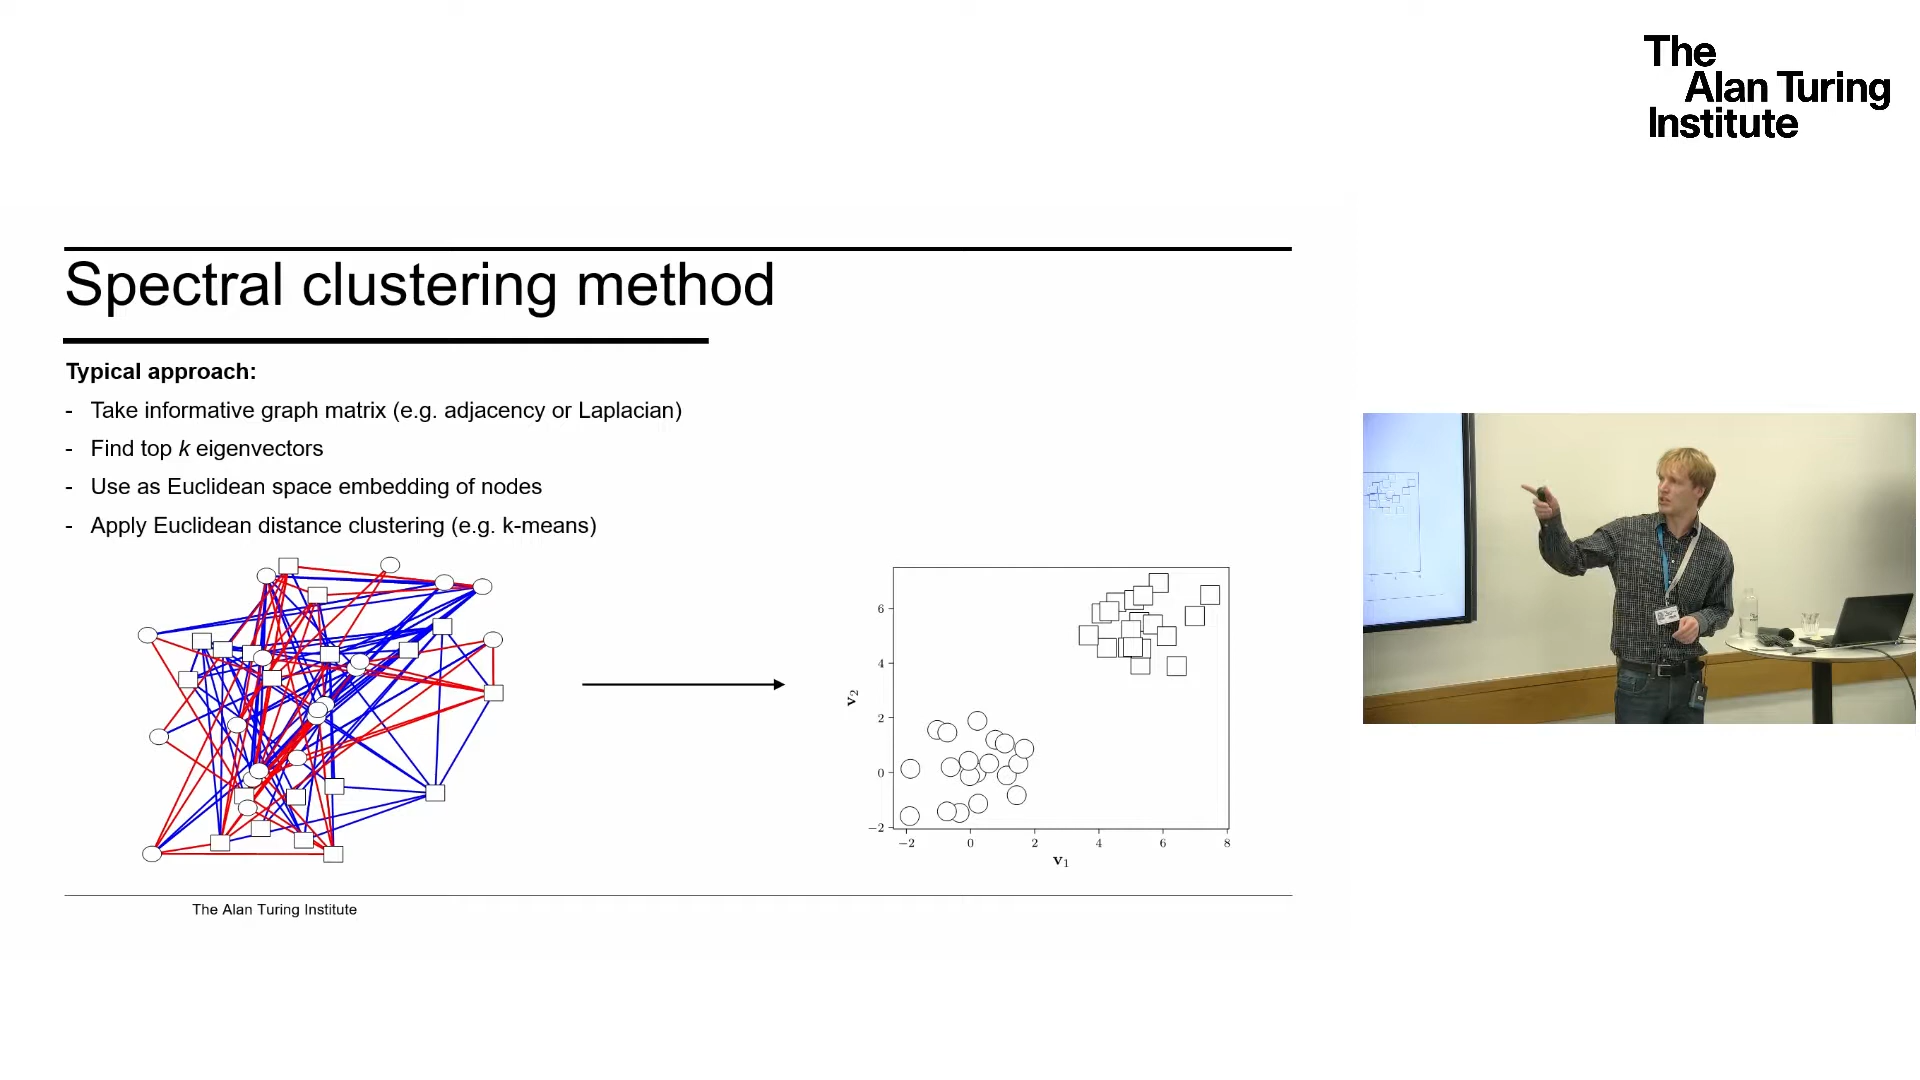 The
Alan Turing
Institute
Spectral clustering method
Typical approach:
- Take informative graph matrix (e.g. adjacency or Laplacian)
- Find top k eigenvectors
- Use as Euclidean space embedding of nodes
- Apply Euclidean distance clustering (e.g. k-means)
6
4
2
0
−2
v₂
−2 0 2 4 6 8
v₁
The Alan Turing Institute